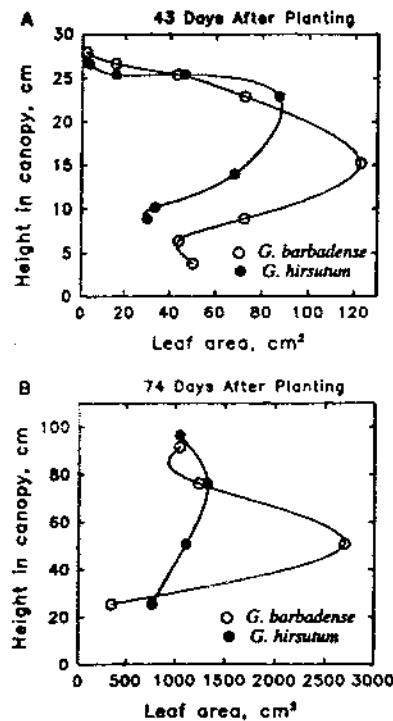 A 43 Days After Planting
30
25
20
15
10
5
0
Height in canopy, cm
G. barbadense
G. hirsutum
0 20 40 60 80 100 120
Leaf area, cm²
B 74 Days After Planting
100
80
60
40
20
0
Height in canopy, cm
G. barbadense
G. hirsutum
0 500 1000 1500 2000 2500 3000
Leaf area, cm²